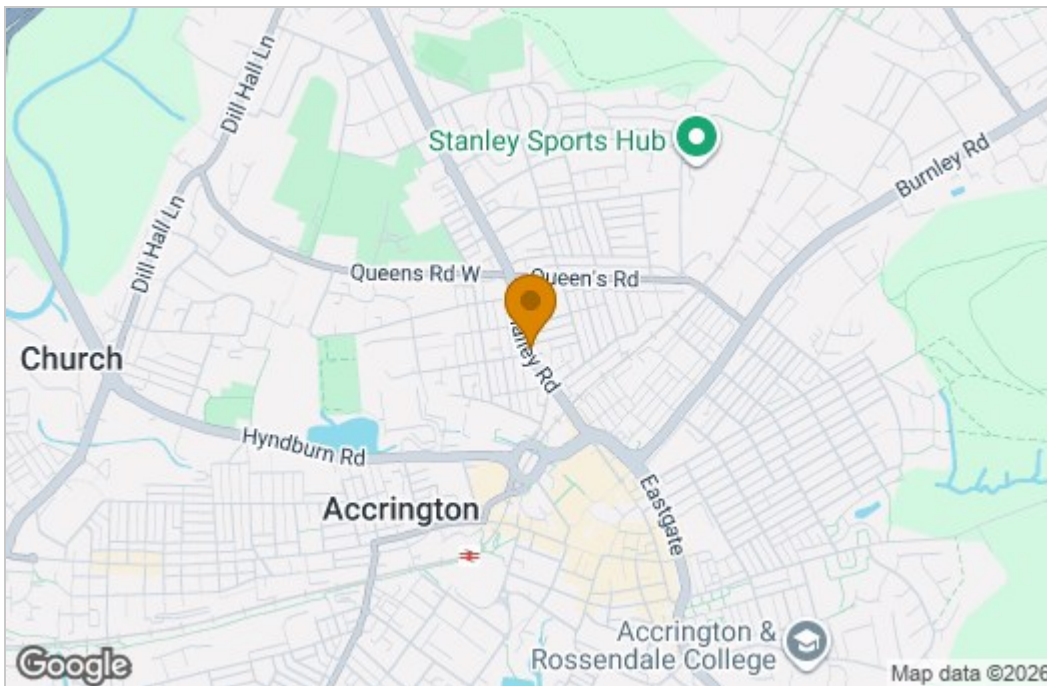 Dill Hall Ln
Stanley Sports Hub
Burnley Rd
Dill Hall Ln
Queens Rd W
Queen's Rd
Rd
Church
Hyndburn Rd
Accrington
Eastgate
Accrington &
Rossendale College
Google
Map data ©2026